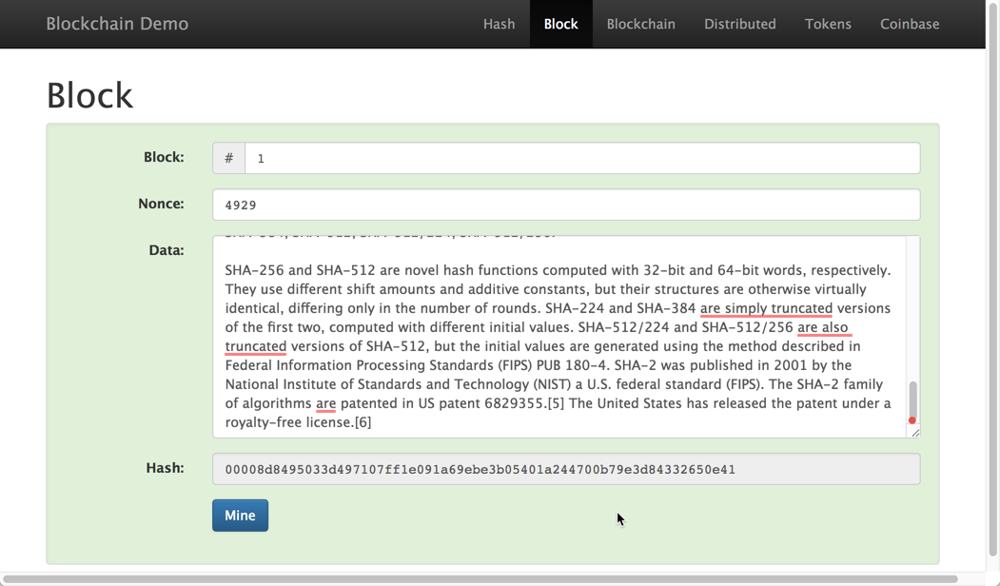 Blockchain Demo
Hash Block Blockchain Distributed Tokens Coinbase
Block
Block: # 1
Nonce: 4929
Data:
SHA-256 and SHA-512 are novel hash functions computed with 32-bit and 64-bit words, respectively.
They use different shift amounts and additive constants, but their structures are otherwise virtually
identical, differing only in the number of rounds. SHA-224 and SHA-384 are simply truncated versions
of the first two, computed with different initial values. SHA-512/224 and SHA-512/256 are also
truncated versions of SHA-512, but the initial values are generated using the method described in
Federal Information Processing Standards (FIPS) PUB 180-4. SHA-2 was published in 2001 by the
National Institute of Standards and Technology (NIST) a U.S. federal standard (FIPS). The SHA-2 family
of algorithms are patented in US patent 6829355.[5] The United States has released the patent under a
royalty-free license.[6]
Hash: 00008d8495033d497107ff1e091a69ebe3b05401a244700b79e3d84332650e41
Mine